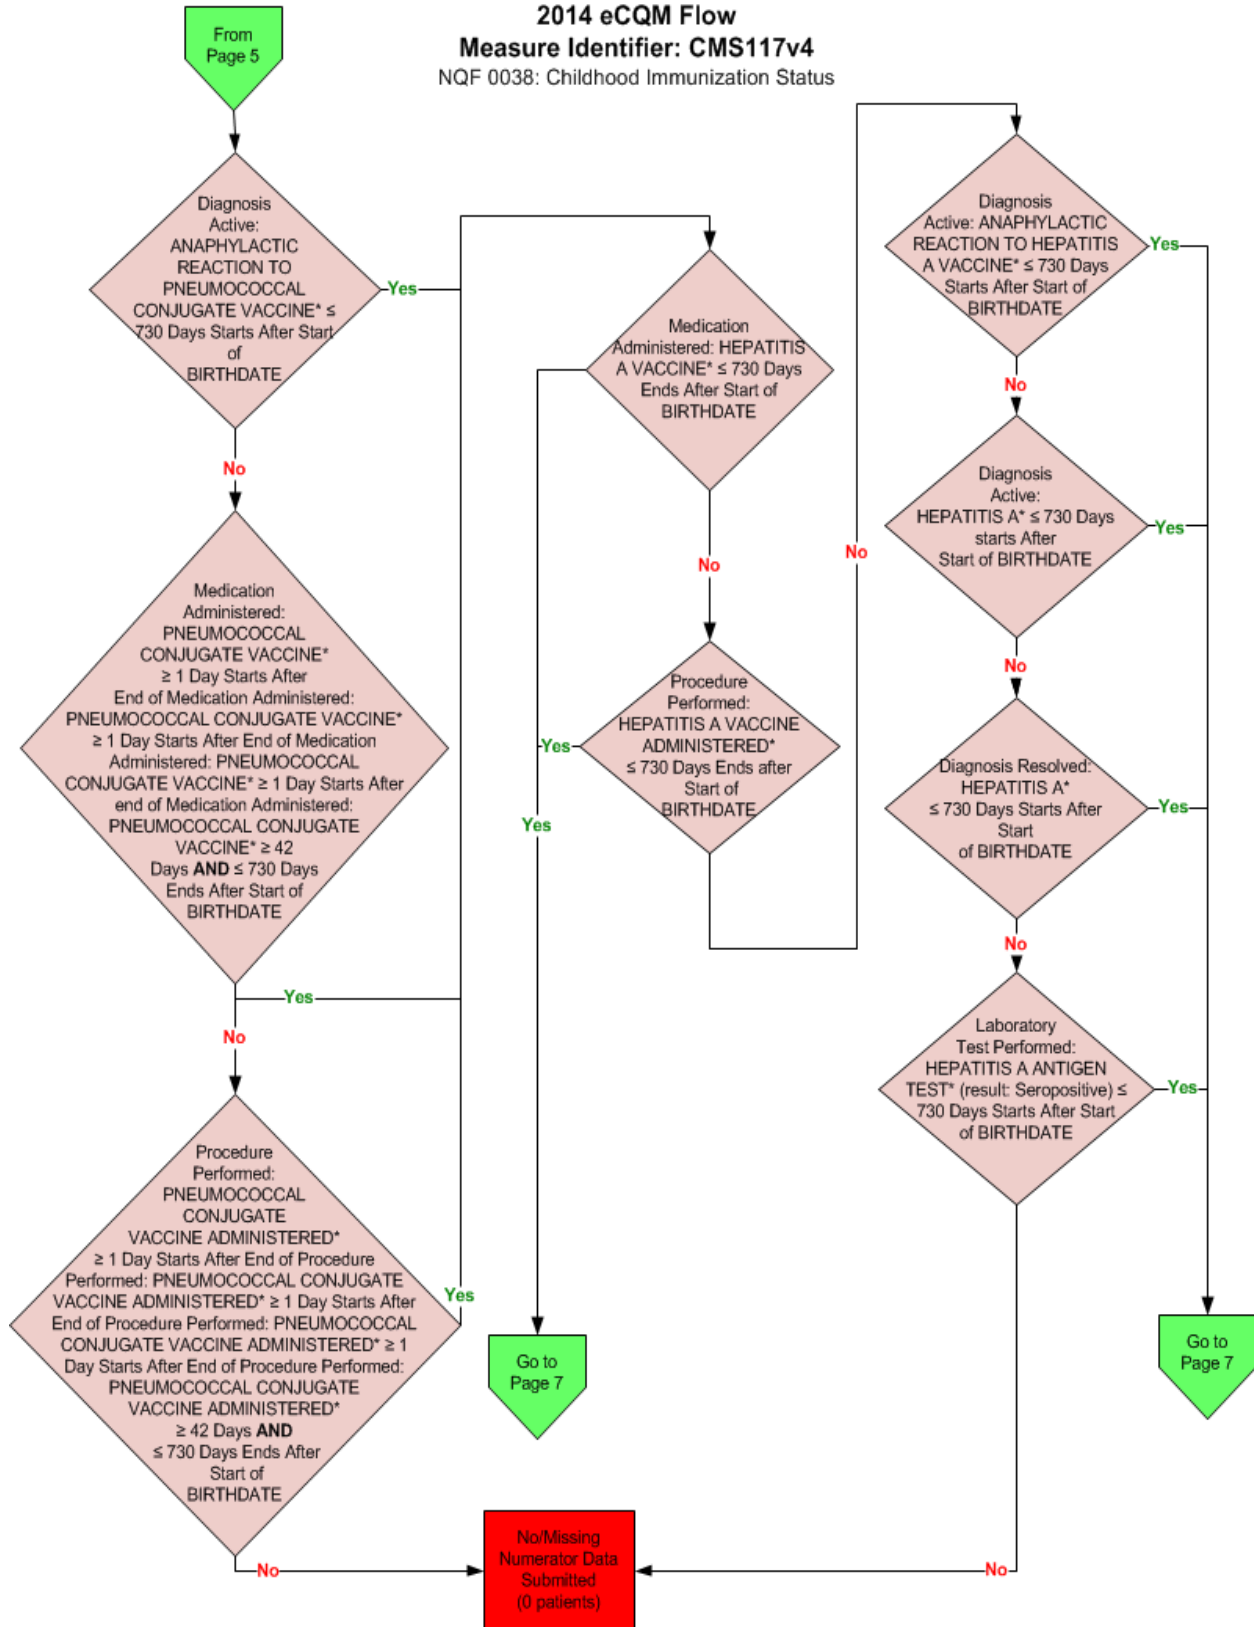 2014 eCQM Flow
Measure Identifier: CMS117v4
NQF 0038: Childhood Immunization Status
From
Page 5
Diagnosis
Active:
ANAPHYLACTIC
REACTION TO
PNEUMOCOCCAL
CONJUGATE VACCINE* ≤
730 Days Starts After Start
of
BIRTHDATE
Yes
No
Medication
Administered:
PNEUMOCOCCAL
CONJUGATE VACCINE*
≥ 1 Day Starts After
End of Medication Administered:
PNEUMOCOCCAL CONJUGATE VACCINE*
≥ 1 Day Starts After End of Medication
Administered: PNEUMOCOCCAL
CONJUGATE VACCINE* ≥ 1 Day Starts After
end of Medication Administered:
PNEUMOCOCCAL CONJUGATE
VACCINE* ≥ 42
Days AND ≤ 730 Days
Ends After Start of
BIRTHDATE
Yes
No
Procedure
Performed:
PNEUMOCOCCAL
CONJUGATE
VACCINE ADMINISTERED*
≥ 1 Day Starts After End of Procedure
Performed: PNEUMOCOCCAL CONJUGATE
VACCINE ADMINISTERED* ≥ 1 Day Starts After
End of Procedure Performed: PNEUMOCOCCAL
CONJUGATE VACCINE ADMINISTERED* ≥ 1
Day Starts After End of Procedure Performed:
PNEUMOCOCCAL CONJUGATE
VACCINE ADMINISTERED*
≥ 42 Days AND
≤ 730 Days Ends After
Start of
BIRTHDATE
Yes
No
Medication
Administered: HEPATITIS
A VACCINE* ≤ 730 Days
Ends After Start of
BIRTHDATE
No
Yes
Procedure
Performed:
HEPATITIS A VACCINE
ADMINISTERED*
≤ 730 Days Ends after
Start of
BIRTHDATE
Yes
No
Go to
Page 7
Diagnosis
Active: ANAPHYLACTIC
REACTION TO HEPATITIS
A VACCINE* ≤ 730 Days
Starts After Start of
BIRTHDATE
Yes
No
Diagnosis
Active:
HEPATITIS A* ≤ 730 Days
starts After
Start of BIRTHDATE
Yes
No
Diagnosis Resolved:
HEPATITIS A*
≤ 730 Days Starts After
Start
of BIRTHDATE
Yes
No
Laboratory
Test Performed:
HEPATITIS A ANTIGEN
TEST* (result: Seropositive) ≤
730 Days Starts After Start
of BIRTHDATE
Yes
No
Go to
Page 7
No/Missing
Numerator Data
Submitted
(0 patients)